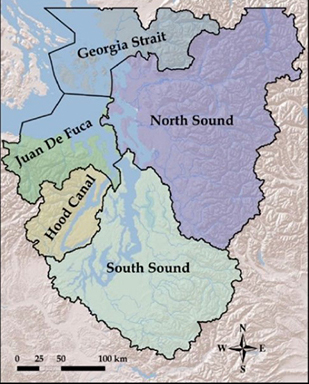 Georgia Strait
North Sound
Juan De Fuca
Hood Canal
South Sound
N
W E
S
0 25 50 100 km